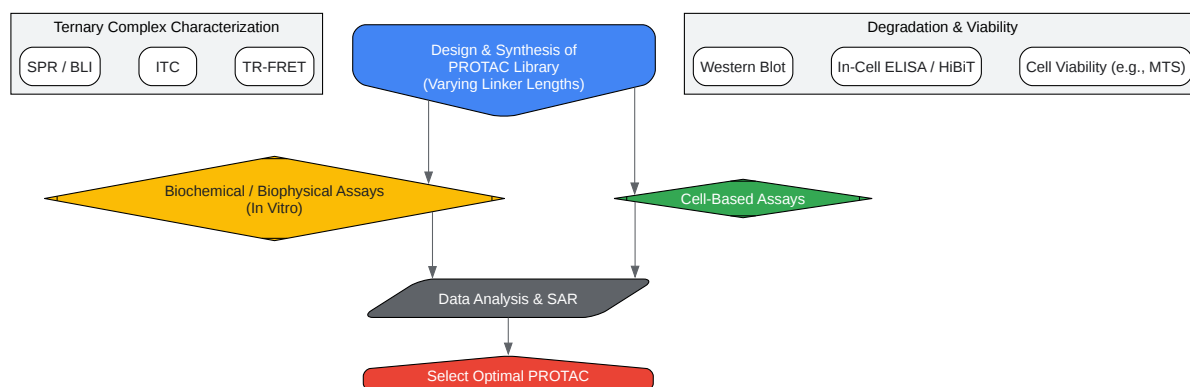 Ternary Complex Characterization
SPR / BLI
ITC
TR-FRET
Design & Synthesis of
PROTAC Library
(Varying Linker Lengths)
Degradation & Viability
Western Blot
In-Cell ELISA / HiBiT
Cell Viability (e.g., MTS)
Biochemical / Biophysical Assays
(In Vitro)
Cell-Based Assays
Data Analysis & SAR
Select Optimal PROTAC